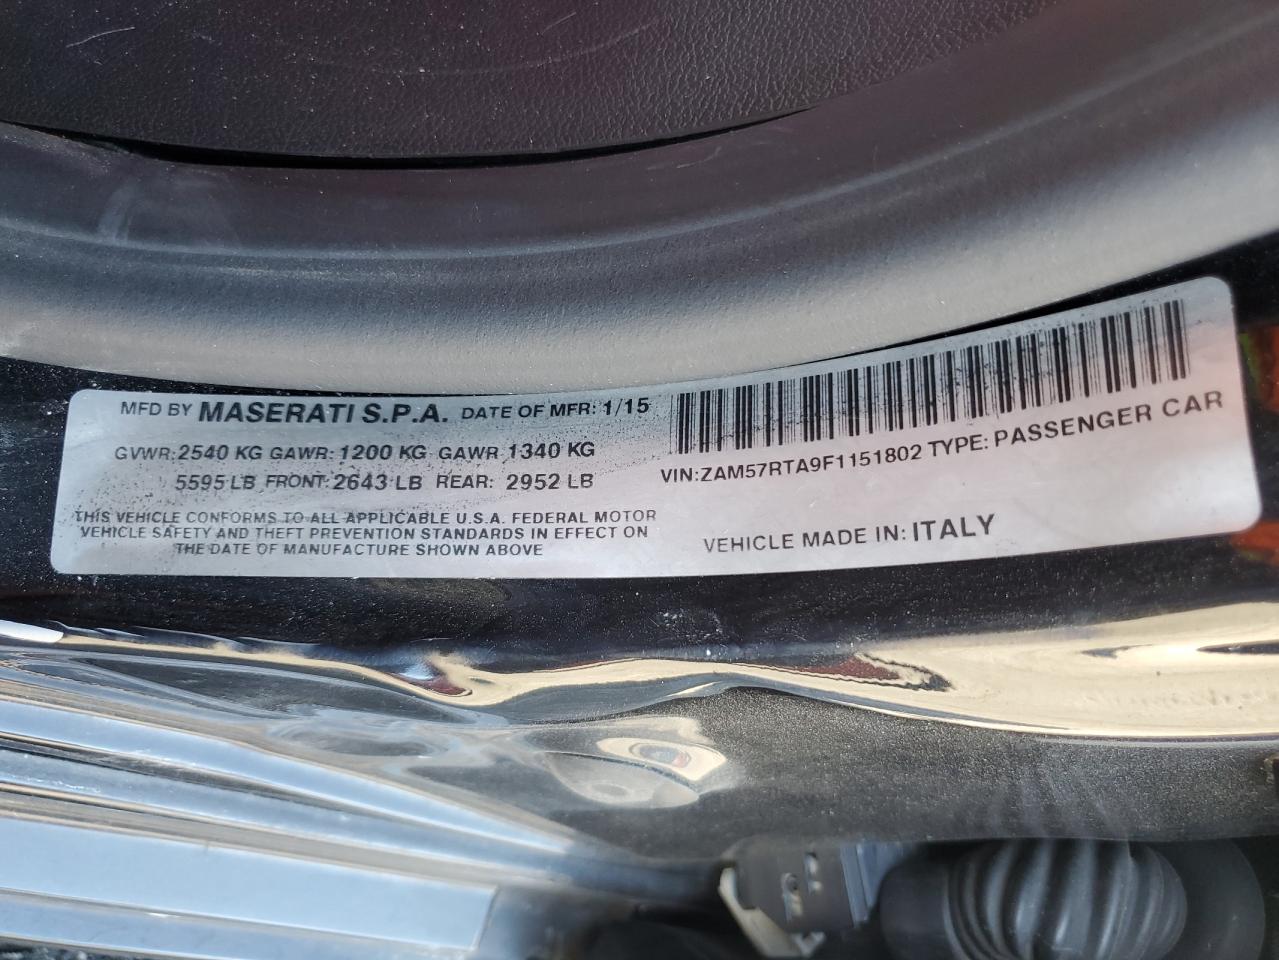 MFD BY MASERATI S.P.A. DATE OF MFR: 1/15
GVWR: 2540 KG GAWR: 1200 KG GAWR 1340 KG
5595 LB FRONT: 2643 LB REAR: 2952 LB
THIS VEHICLE CONFORMS TO ALL APPLICABLE U.S.A. FEDERAL MOTOR
VEHICLE SAFETY AND THEFT PREVENTION STANDARDS IN EFFECT ON
THE DATE OF MANUFACTURE SHOWN ABOVE
VIN:ZAM57RTA9F1151802 TYPE: PASSENGER CAR
VEHICLE MADE IN: ITALY